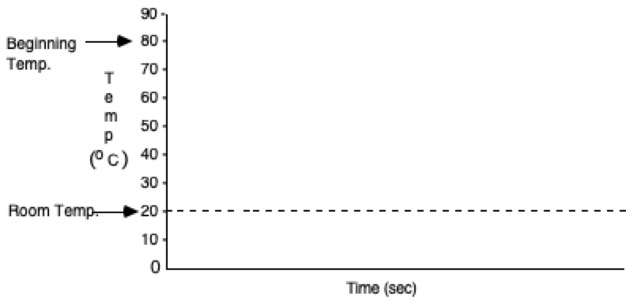 90
Beginning
Temp.
80
70
T
e
m
p
(º C)
60
50
40
30
Room Temp.
20
10
0
Time (sec)